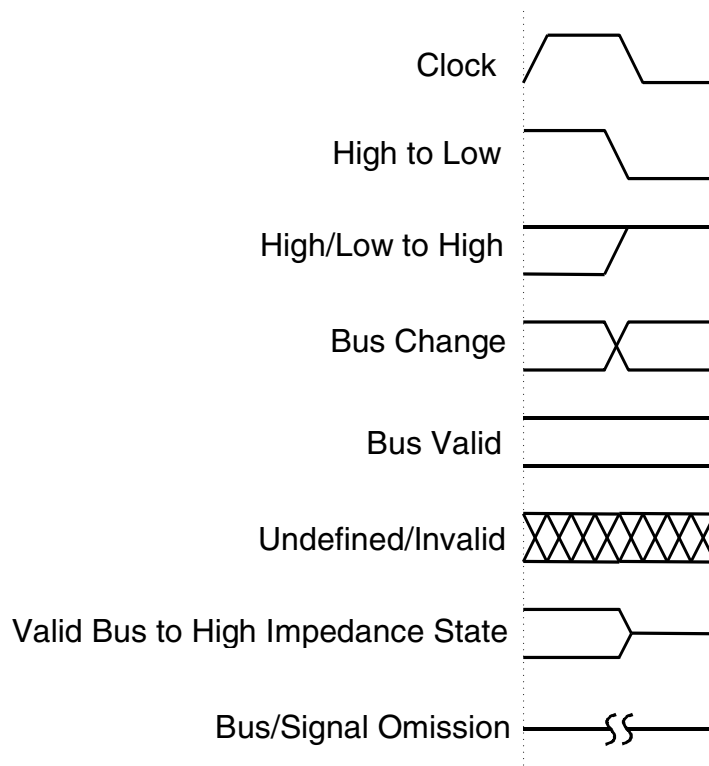 Clock
High to Low
High/Low to High
Bus Change
Bus Valid
Undefined/Invalid
Valid Bus to High Impedance State
Bus/Signal Omission